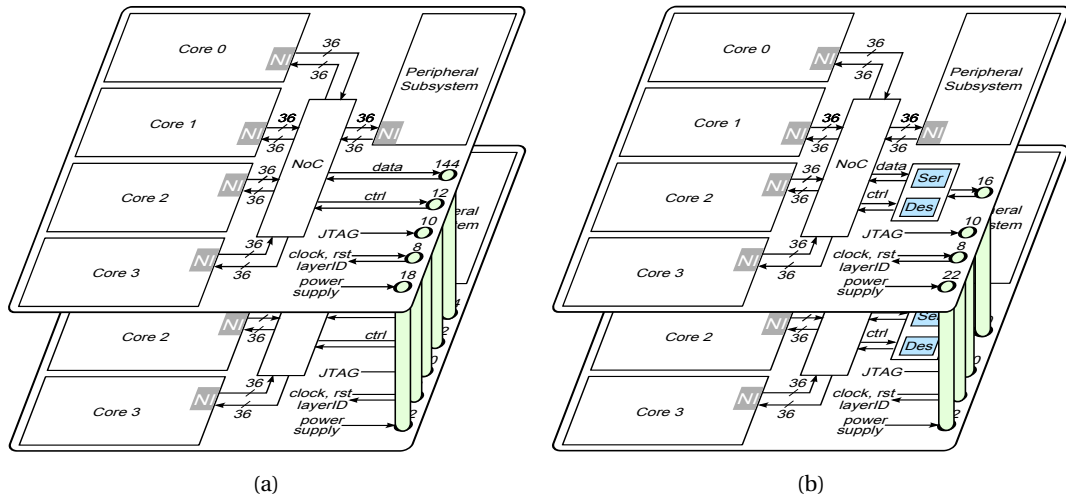 Core 0
NI
36
36
Peripheral
Subsystem
Core 1
NI
36
36
36
36
NI
NoC
Core 2
NI
36
36
data
144
ctrl
12
JTAG
10
Core 3
NI
36
36
clock, rst
layerID
8
power
supply
18
Core 2
NI
36
36
ctrl
JTAG
Core 3
NI
36
36
clock, rst
layerID
power
supply
(a)
Core 0
NI
36
36
Peripheral
Subsystem
Core 1
NI
36
36
36
36
NI
NoC
Core 2
NI
36
36
data
Ser
16
ctrl
Des
JTAG
10
Core 3
NI
36
36
clock, rst
layerID
8
power
supply
22
Core 2
NI
36
36
ctrl
Ser
Des
JTAG
Core 3
NI
36
36
clock, rst
layerID
power
supply
(b)